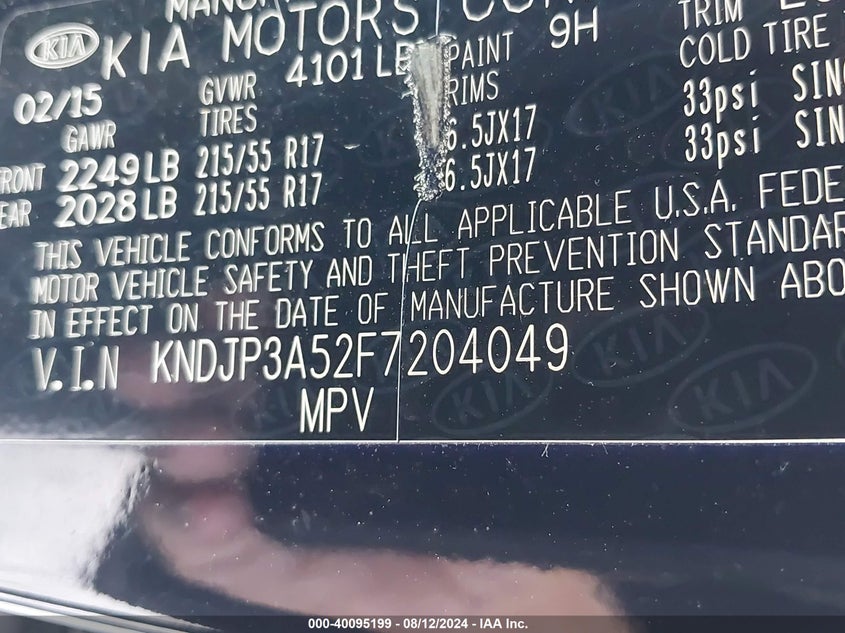 KIA KIA MOTORS
02/15 GVWR 4101 LB PAINT 9H TRIM
GAWR TIRES RIMS COLD TIRE
2249 LB 215/55 R17 6.5JX17 33psi
2028 LB 215/55 R17 6.5JX17 33psi
THIS VEHICLE CONFORMS TO ALL APPLICABLE U.S.A.
MOTOR VEHICLE SAFETY AND THEFT PREVENTION
IN EFFECT ON THE DATE OF MANUFACTURE SHOWN
V.I.N KNDJP3A52F7204049
MPV
000-40095199 - 08/12/2024 - IAA Inc.